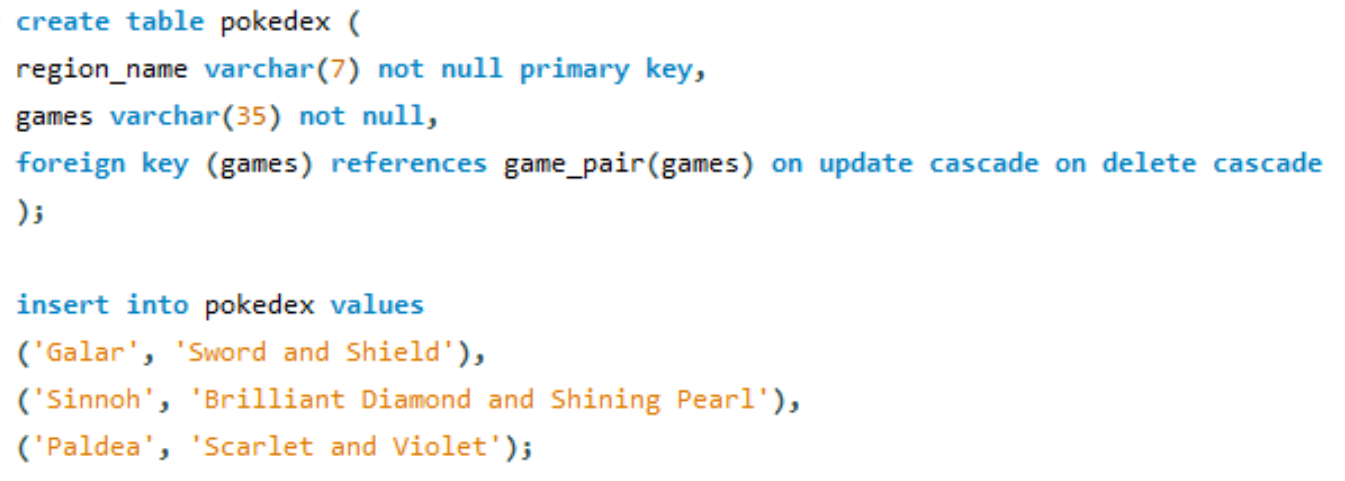 create table pokedex (
region_name varchar(7) not null primary key,
games varchar(35) not null,
foreign key (games) references game_pair(games) on update cascade on delete cascade
);
insert into pokedex values
('Galar', 'Sword and Shield'),
('Sinnoh', 'Brilliant Diamond and Shining Pearl'),
('Paldea', 'Scarlet and Violet');